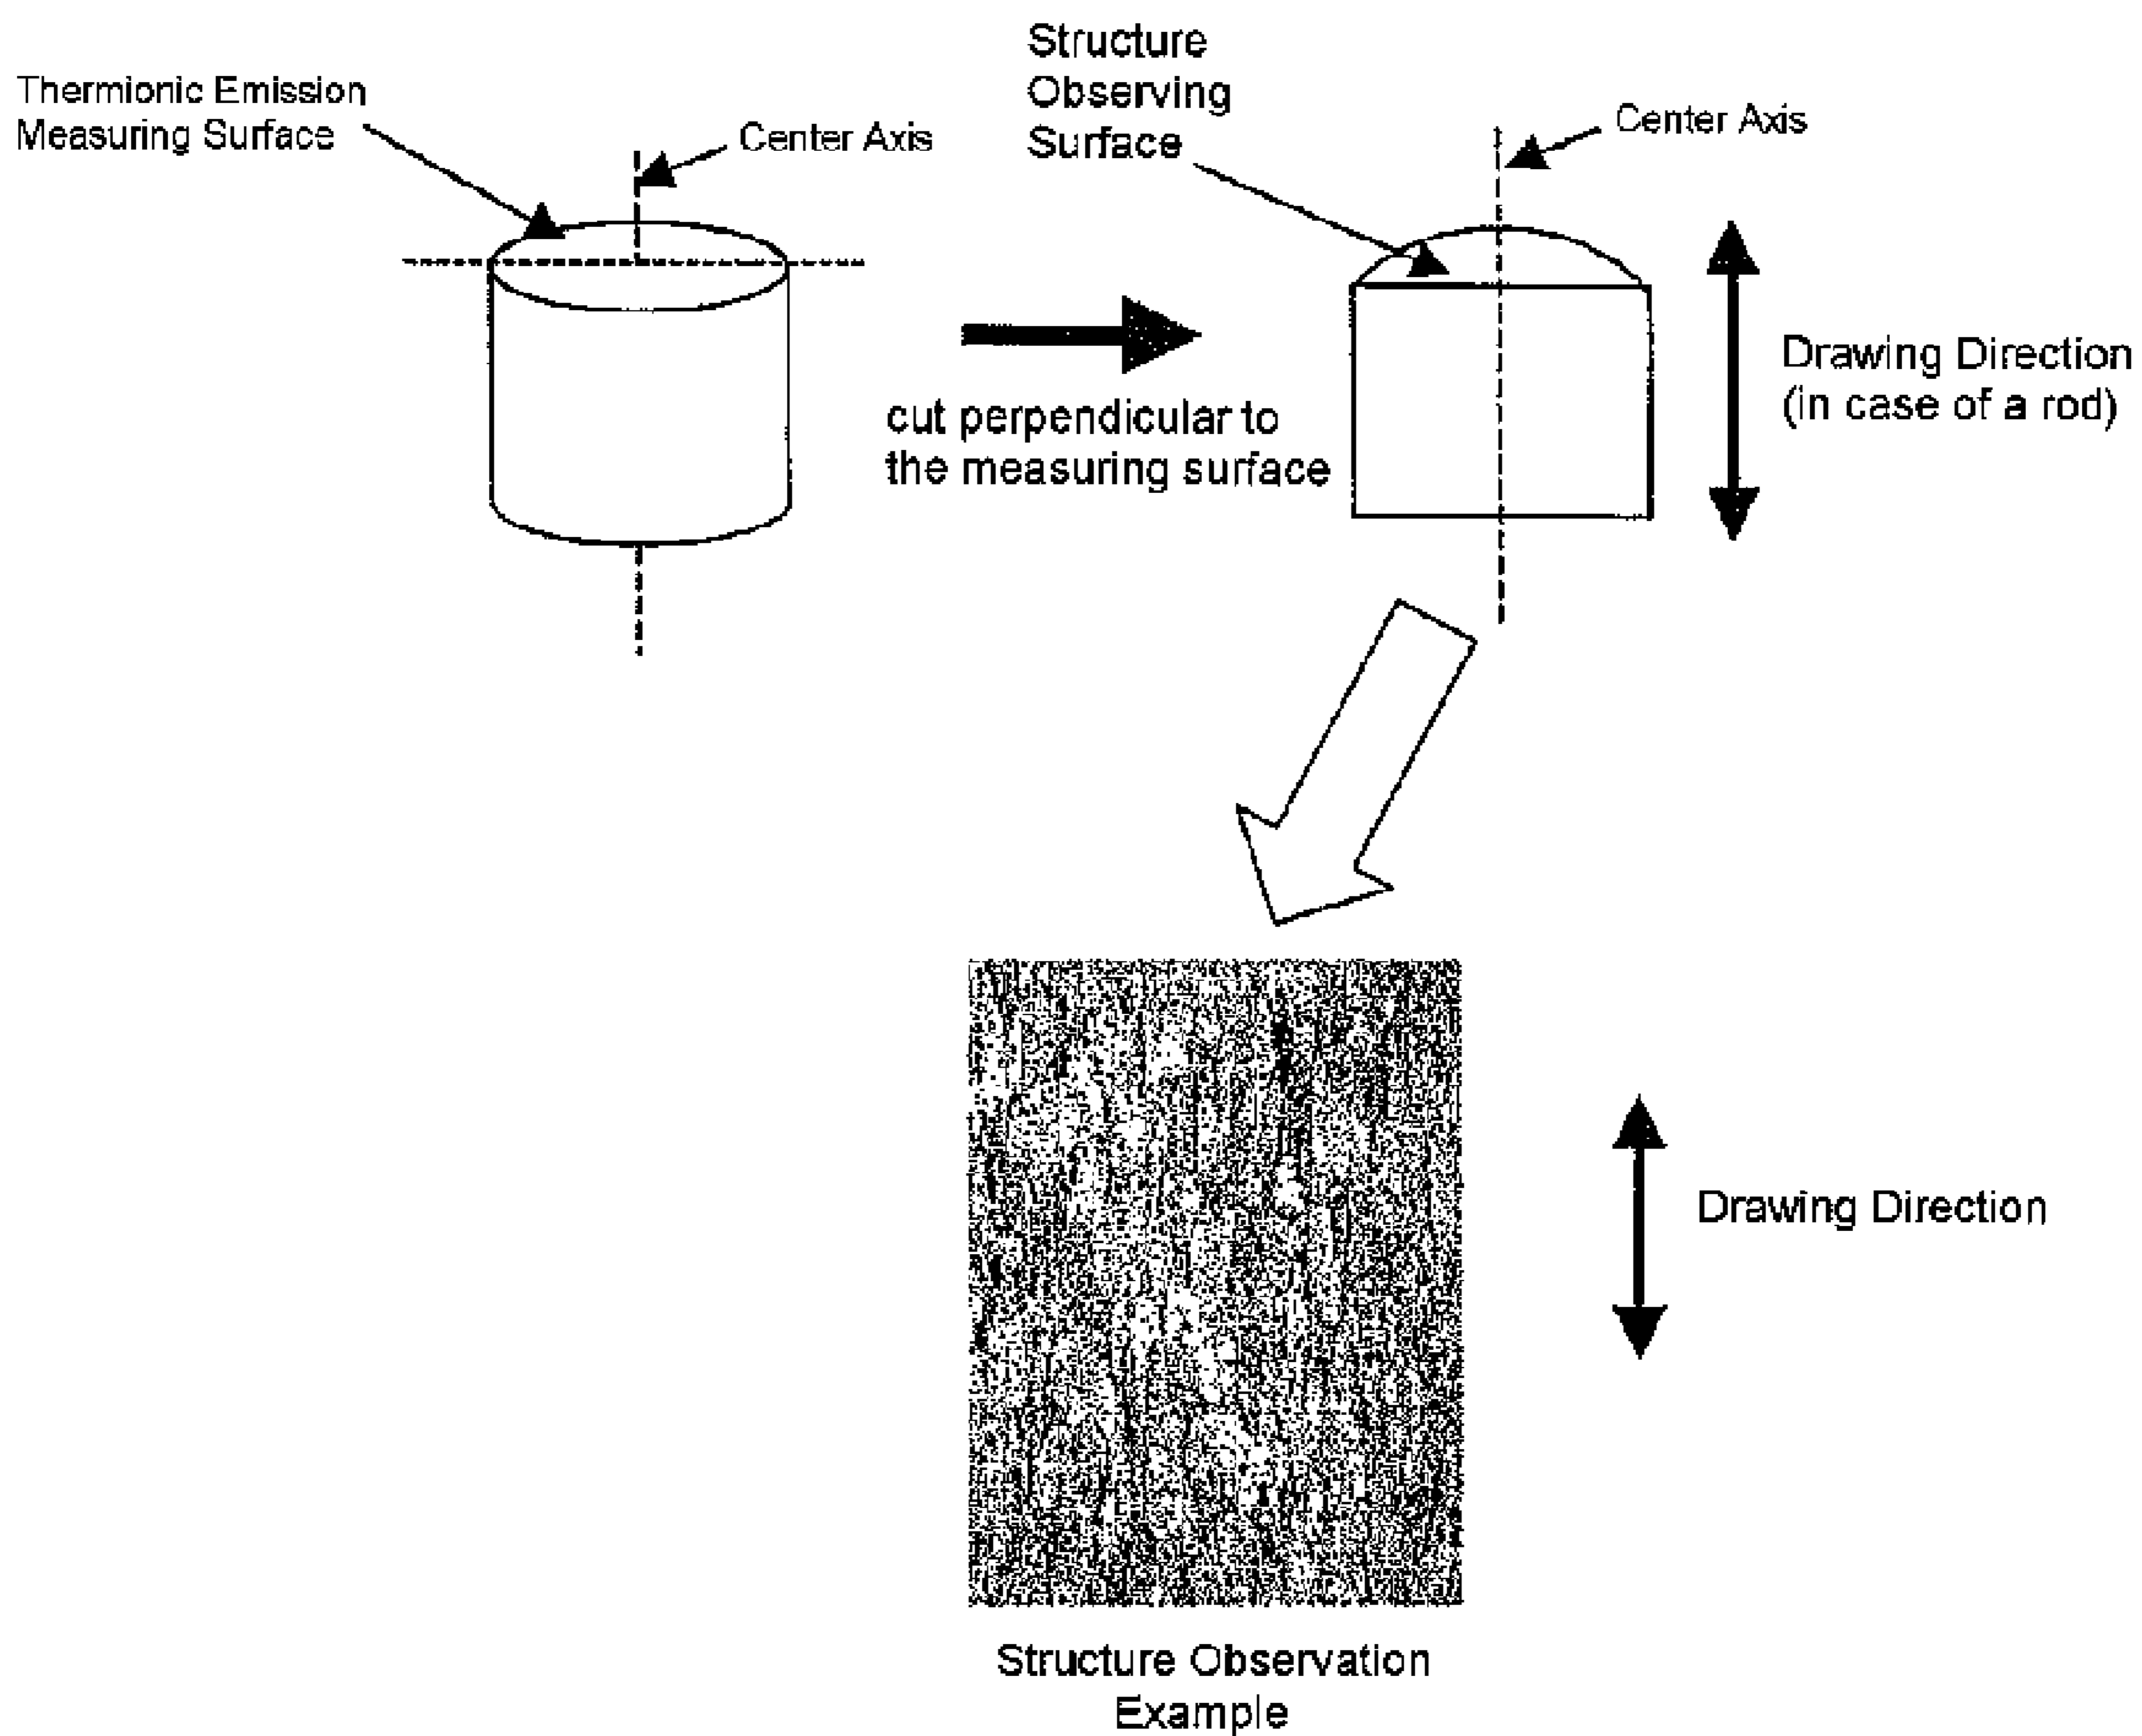 Thermionic Emission
Measuring Surface
Center Axis
Structure
Observing
Surface
Center Axis
cut perpendicular to
the measuring surface
Drawing Direction
(in case of a rod)
Drawing Direction
Structure Observation
Example